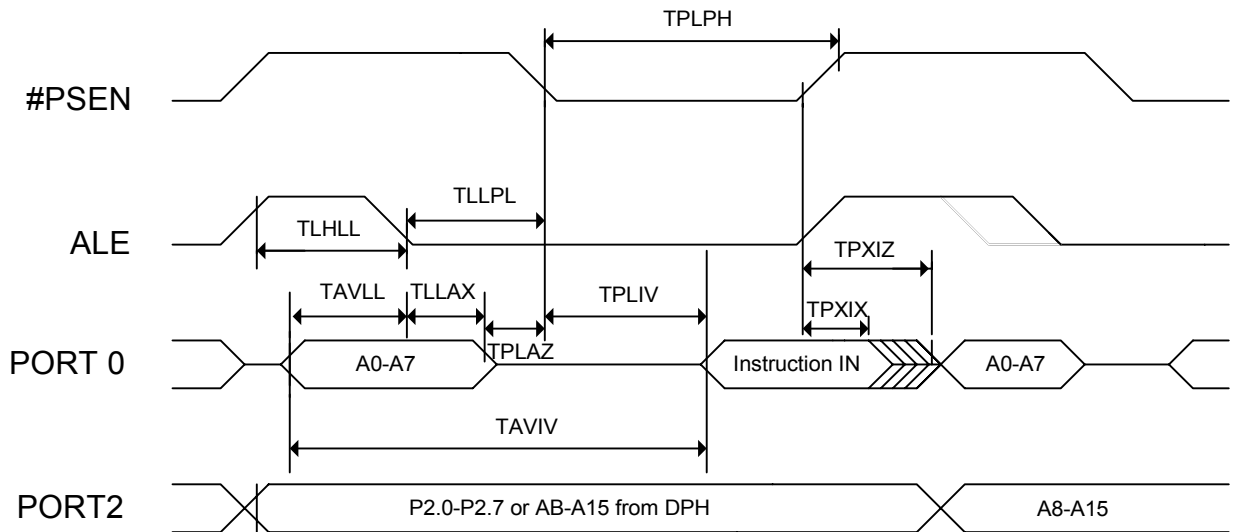 TPLPH
#PSEN
TLLPL
TLHLL
ALE
TPXIZ
TAVLL TLLAX TPLIV
TPXIX
TPLAZ
PORT 0 A0-A7 Instruction IN A0-A7
TAVIV
PORT2 P2.0-P2.7 or AB-A15 from DPH A8-A15